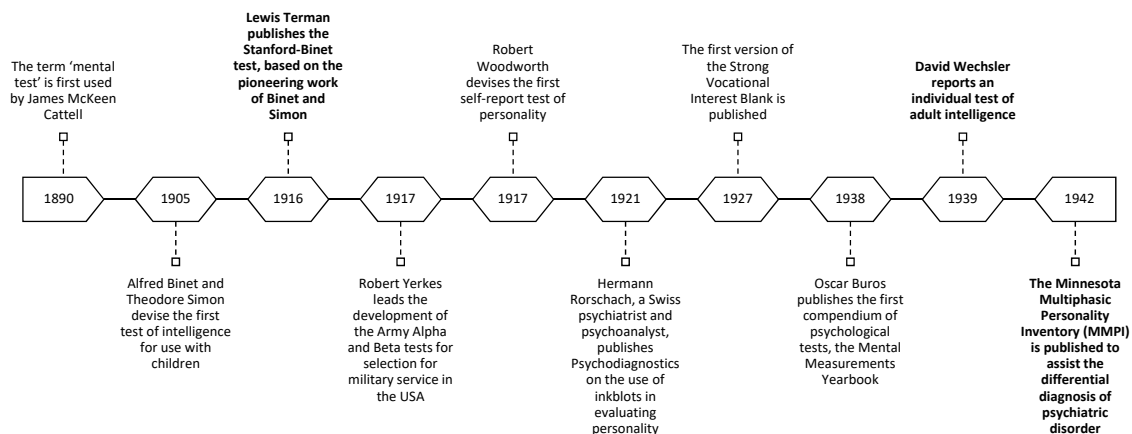 The term ‘mental
test’ is first used
by James McKeen
Cattell
1890
Alfred Binet and
Theodore Simon
devise the first
test of intelligence
for use with
children
1905
Lewis Terman
publishes the
Stanford-Binet
test, based on the
pioneering work
of Binet and
Simon
1916
Robert Yerkes
leads the
development of
the Army Alpha
and Beta tests for
selection for
military service in
the USA
1917
Robert
Woodworth
devises the first
self-report test of
personality
1917
Hermann
Rorschach, a Swiss
psychiatrist and
psychoanalyst,
publishes
Psychodiagnostics
on the use of
inkblots in
evaluating
personality
1921
The first version of
the Strong
Vocational
Interest Blank is
published
1927
Oscar Buros
publishes the first
compendium of
psychological
tests, the Mental
Measurements
Yearbook
1938
David Wechsler
reports an
individual test of
adult intelligence
1939
The Minnesota
Multiphasic
Personality
Inventory (MMPI)
is published to
assist the
differential
diagnosis of
psychiatric
disorder
1942